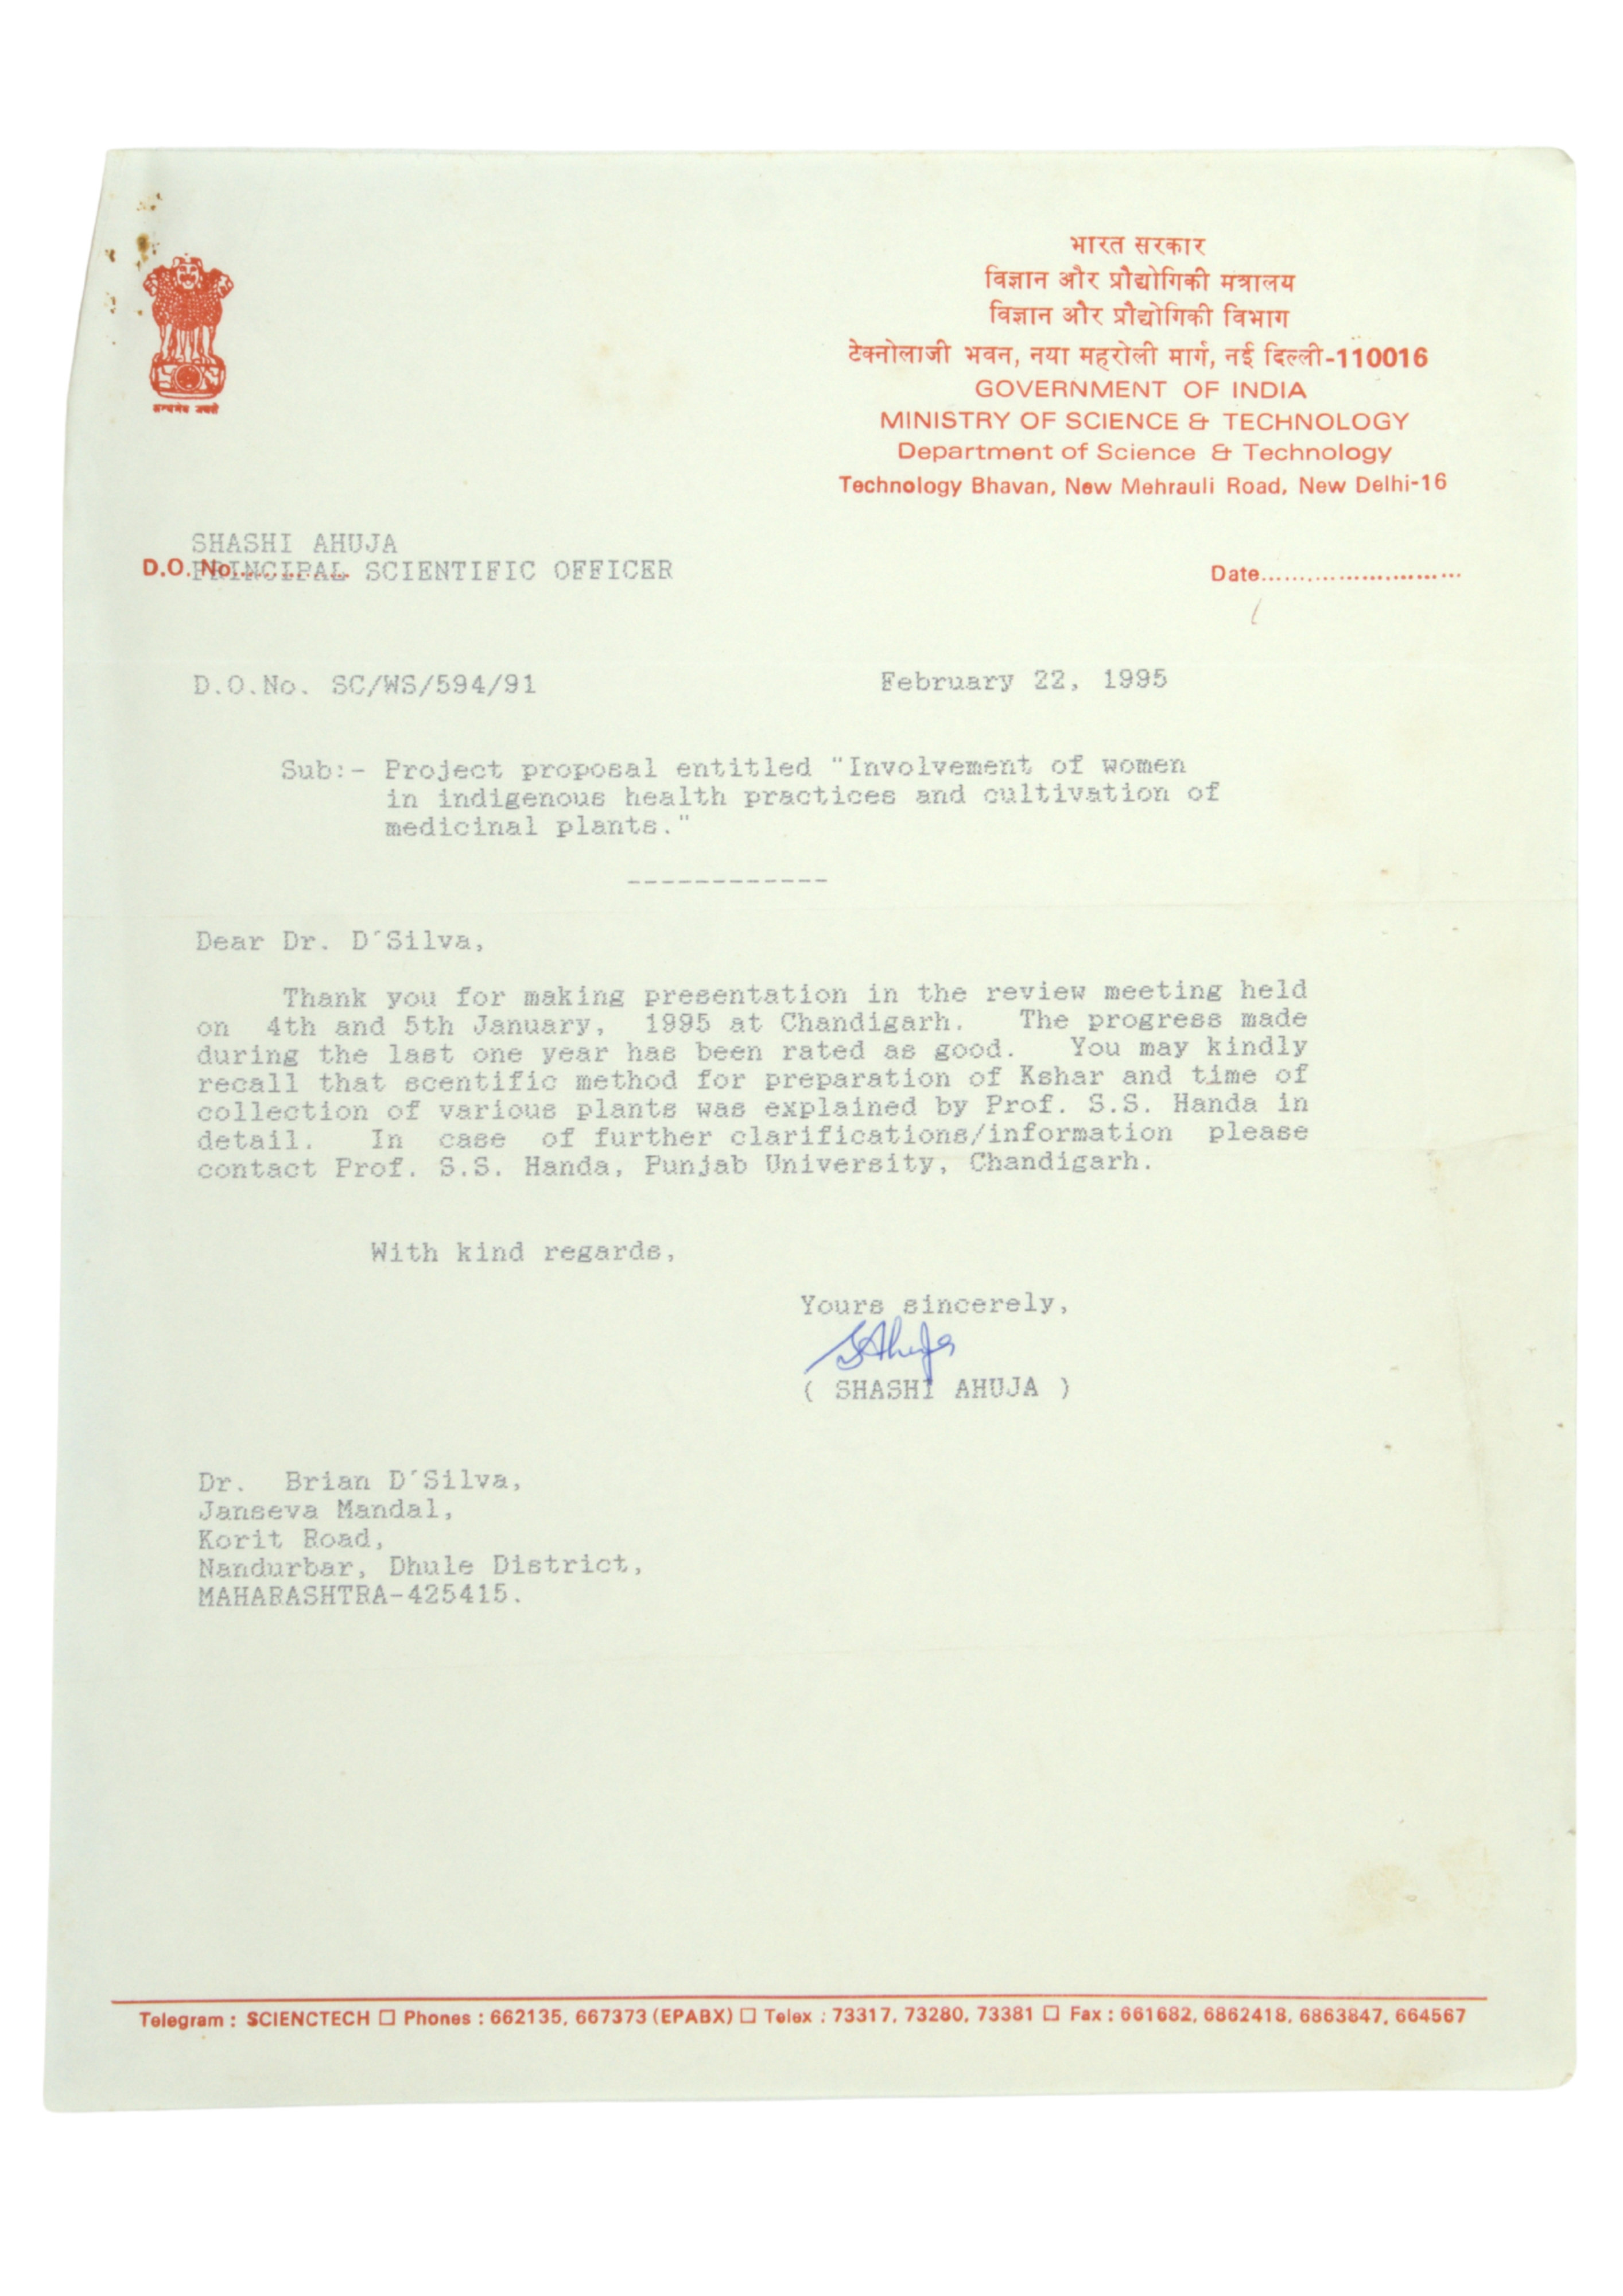 सत्यमेव जयते
भारत सरकार
विज्ञान और प्रौद्योगिकी मत्रालय
विज्ञान और प्रौद्योगिकी विभाग
टेक्नोलाजी भवन, नया महरोली मार्ग, नई दिल्ली-110016
GOVERNMENT OF INDIA
MINISTRY OF SCIENCE & TECHNOLOGY
Department of Science & Technology
Technology Bhavan, New Mehrauli Road, New Delhi-16
SHASHI AHUJA
D.O. No..............
PRINCIPAL SCIENTIFIC OFFICER
Date..........................
D.O.No. SC/WS/594/91
February 22, 1995
Sub:- Project proposal entitled "Involvement of women
in indigenous health practices and cultivation of
medicinal plants."
------------
Dear Dr. D´Silva,
Thank you for making presentation in the review meeting held
on 4th and 5th January, 1995 at Chandigarh. The progress made
during the last one year has been rated as good. You may kindly
recall that scentific method for preparation of Kshar and time of
collection of various plants was explained by Prof. S.S. Handa in
detail. In case of further clarifications/information please
contact Prof. S.S. Handa, Punjab University, Chandigarh.
With kind regards,
Yours sincerely,
SAhuja
( SHASHI AHUJA )
Dr. Brian D´Silva,
Janseva Mandal,
Korit Road,
Nandurbar, Dhule District,
MAHARASHTRA-425415.
Telegram : SCIENCTECH □ Phones : 662135, 667373 (EPABX) □ Telex : 73317, 73280, 73381 □ Fax : 661682, 6862418, 6863847, 664567